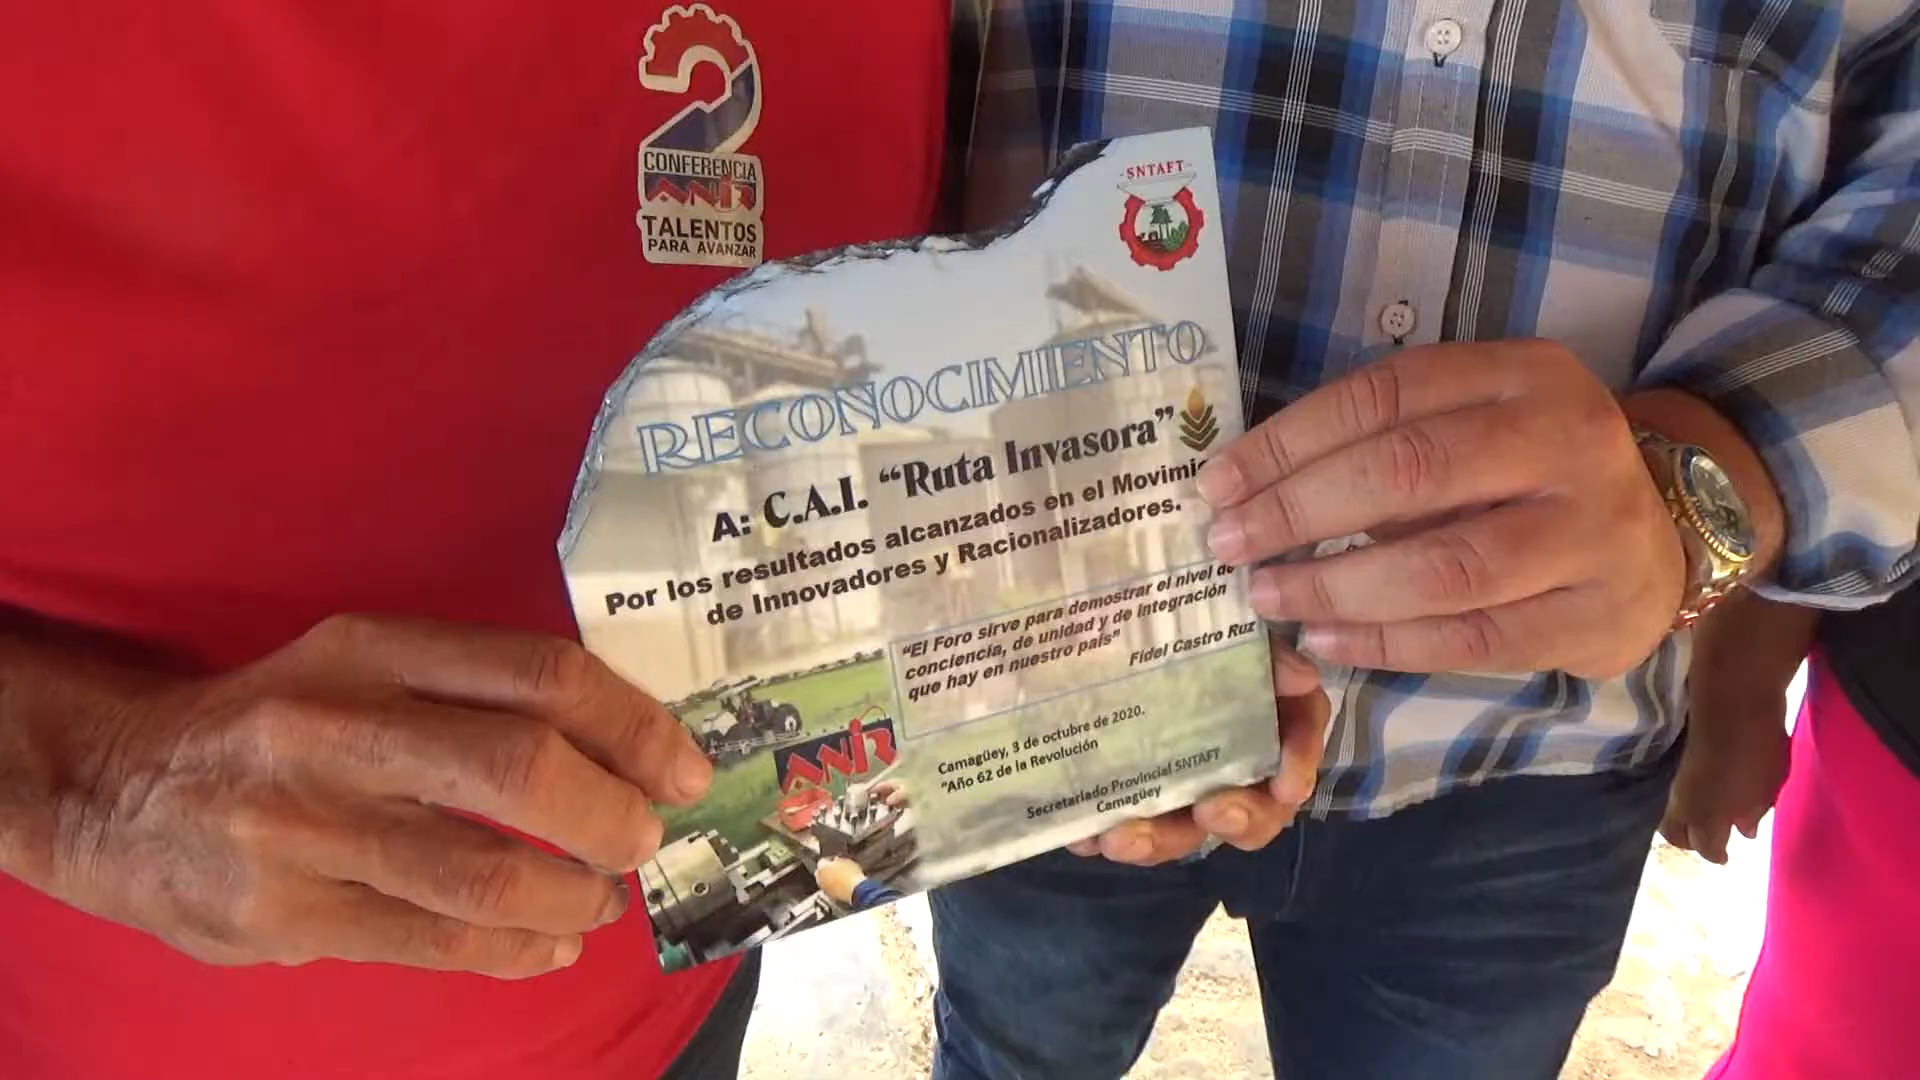 2
CONFERENCIA
ANIR
TALENTOS
PARA AVANZAR
-SNTAFT-
RECONOCIMIENTO
A: C.A.I. “Ruta Invasora”
Por los resultados alcanzados en el Movimie
de Innovadores y Racionalizadores.
“El Foro sirve para demostrar el nivel de
conciencia, de unidad y de integración
que hay en nuestro país”
Fidel Castro Ruz
ANIR
Camagüey, 3 de octubre de 2020.
“Año 62 de la Revolución
Secretariado Provincial SNTAFT
Camagüey